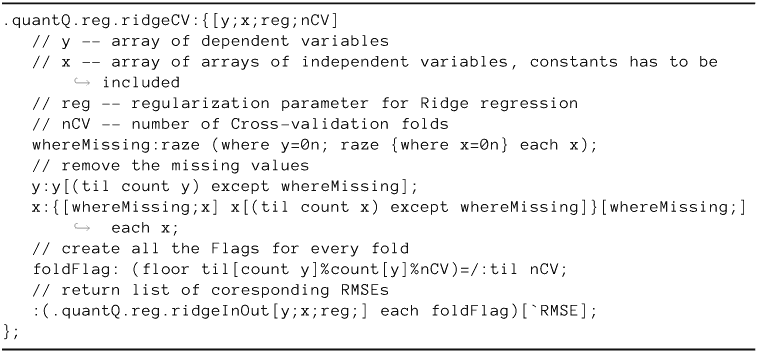 .quantQ.reg.ridgeCV:{[y;x;reg;nCV]
// y -- array of dependent variables
// x -- array of arrays of independent variables, constants has to be
↪ included
// reg -- regularization parameter for Ridge regression
// nCV -- number of Cross-validation folds
whereMissing:raze (where y=0n; raze {where x=0n} each x);
// remove the missing values
y:y[(til count y) except whereMissing];
x:{[whereMissing;x] x[(til count x) except whereMissing]}[whereMissing;]
↪ each x;
// create all the Flags for every fold
foldFlag: (floor til[count y]%count[y]%nCV)=/:til nCV;
// return list of coresponding RMSEs
:(.quantQ.reg.ridgeInOut[y;x;reg;] each foldFlag)[`RMSE];
};